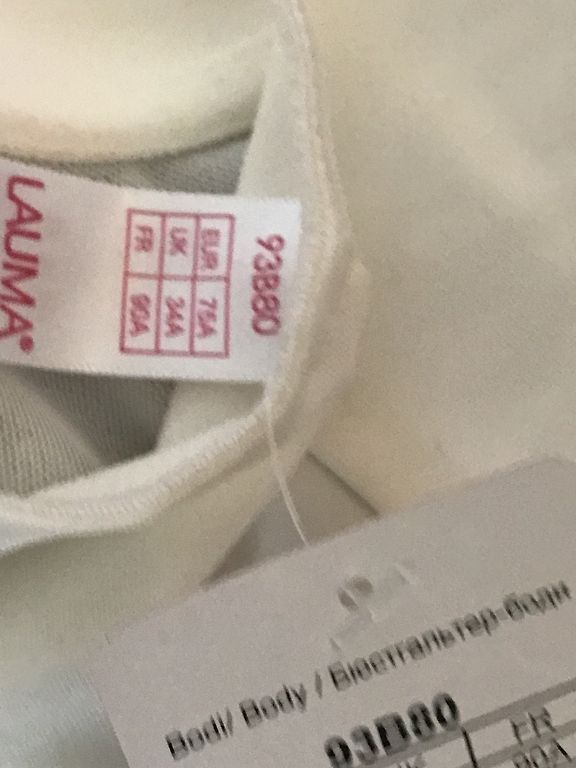 LAUMA®
93B80
EUR 75A
UK 34A
FR 90A
Bodi/ Body / Бюстгальтер-боди
93B80
FR
90A